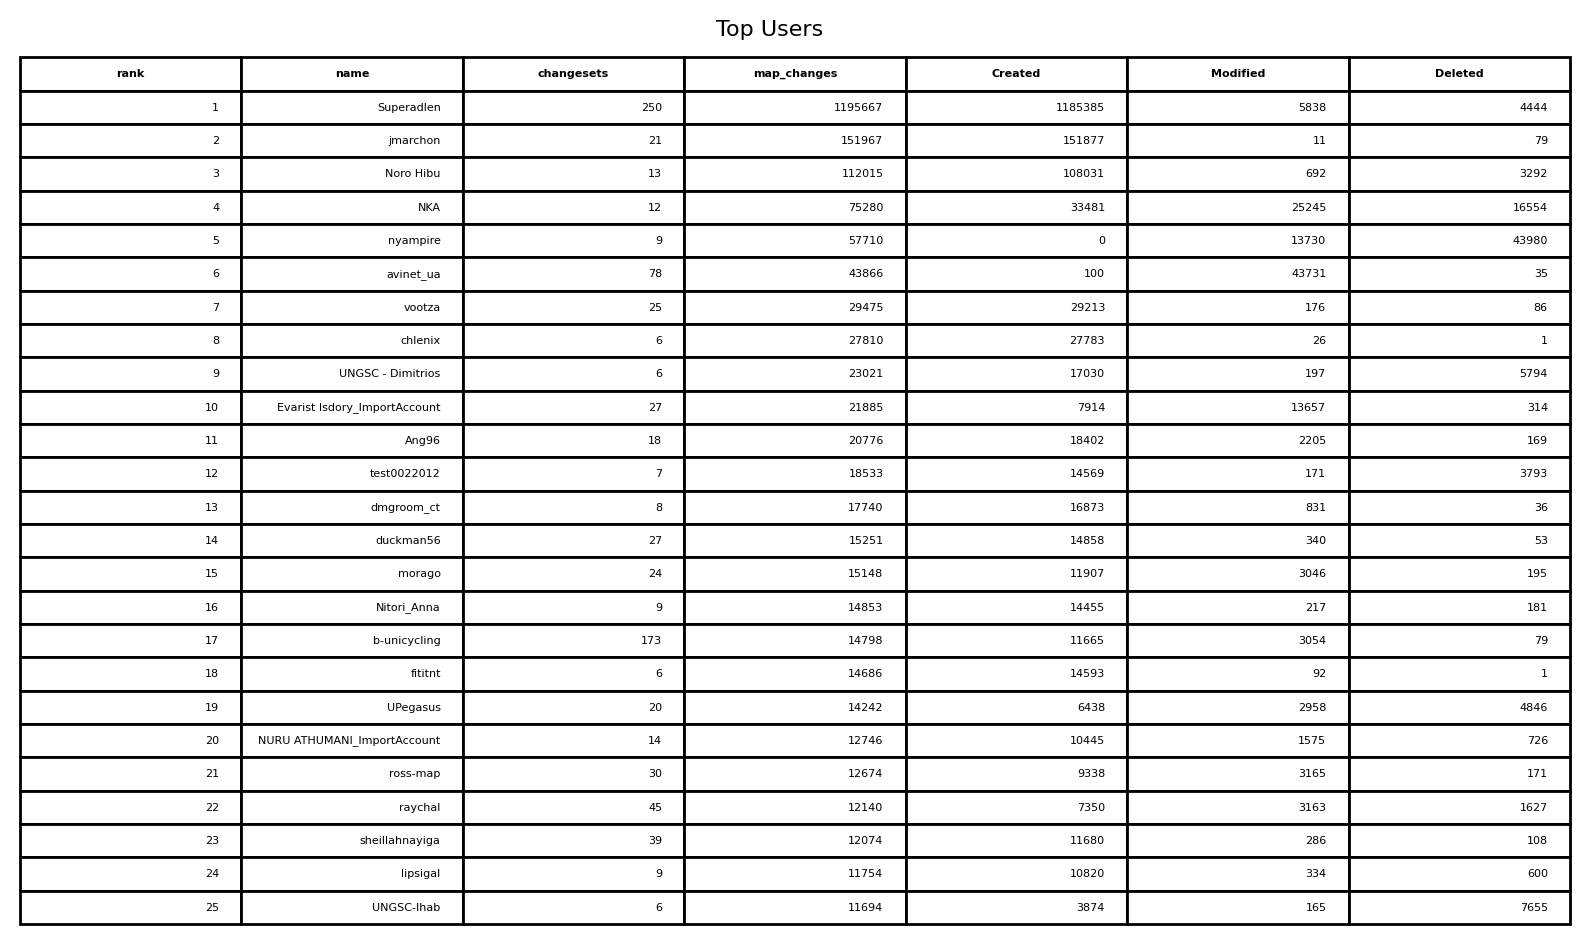 Top Users
rank name changesets map_changes Created Modified Deleted
1 Superadlen 250 1195667 1185385 5838 4444
2 jmarchon 21 151967 151877 11 79
3 Noro Hibu 13 112015 108031 692 3292
4 NKA 12 75280 33481 25245 16554
5 nyampire 9 57710 0 13730 43980
6 avinet_ua 78 43866 100 43731 35
7 vootza 25 29475 29213 176 86
8 chlenix 6 27810 27783 26 1
9 UNGSC - Dimitrios 6 23021 17030 197 5794
10 Evarist Isdory_ImportAccount 27 21885 7914 13657 314
11 Ang96 18 20776 18402 2205 169
12 test0022012 7 18533 14569 171 3793
13 dmgroom_ct 8 17740 16873 831 36
14 duckman56 27 15251 14858 340 53
15 morago 24 15148 11907 3046 195
16 Nitori_Anna 9 14853 14455 217 181
17 b-unicycling 173 14798 11665 3054 79
18 fititnt 6 14686 14593 92 1
19 UPegasus 20 14242 6438 2958 4846
20 NURU ATHUMANI_ImportAccount 14 12746 10445 1575 726
21 ross-map 30 12674 9338 3165 171
22 raychal 45 12140 7350 3163 1627
23 sheillahnayiga 39 12074 11680 286 108
24 lipsigal 9 11754 10820 334 600
25 UNGSC-Ihab 6 11694 3874 165 7655